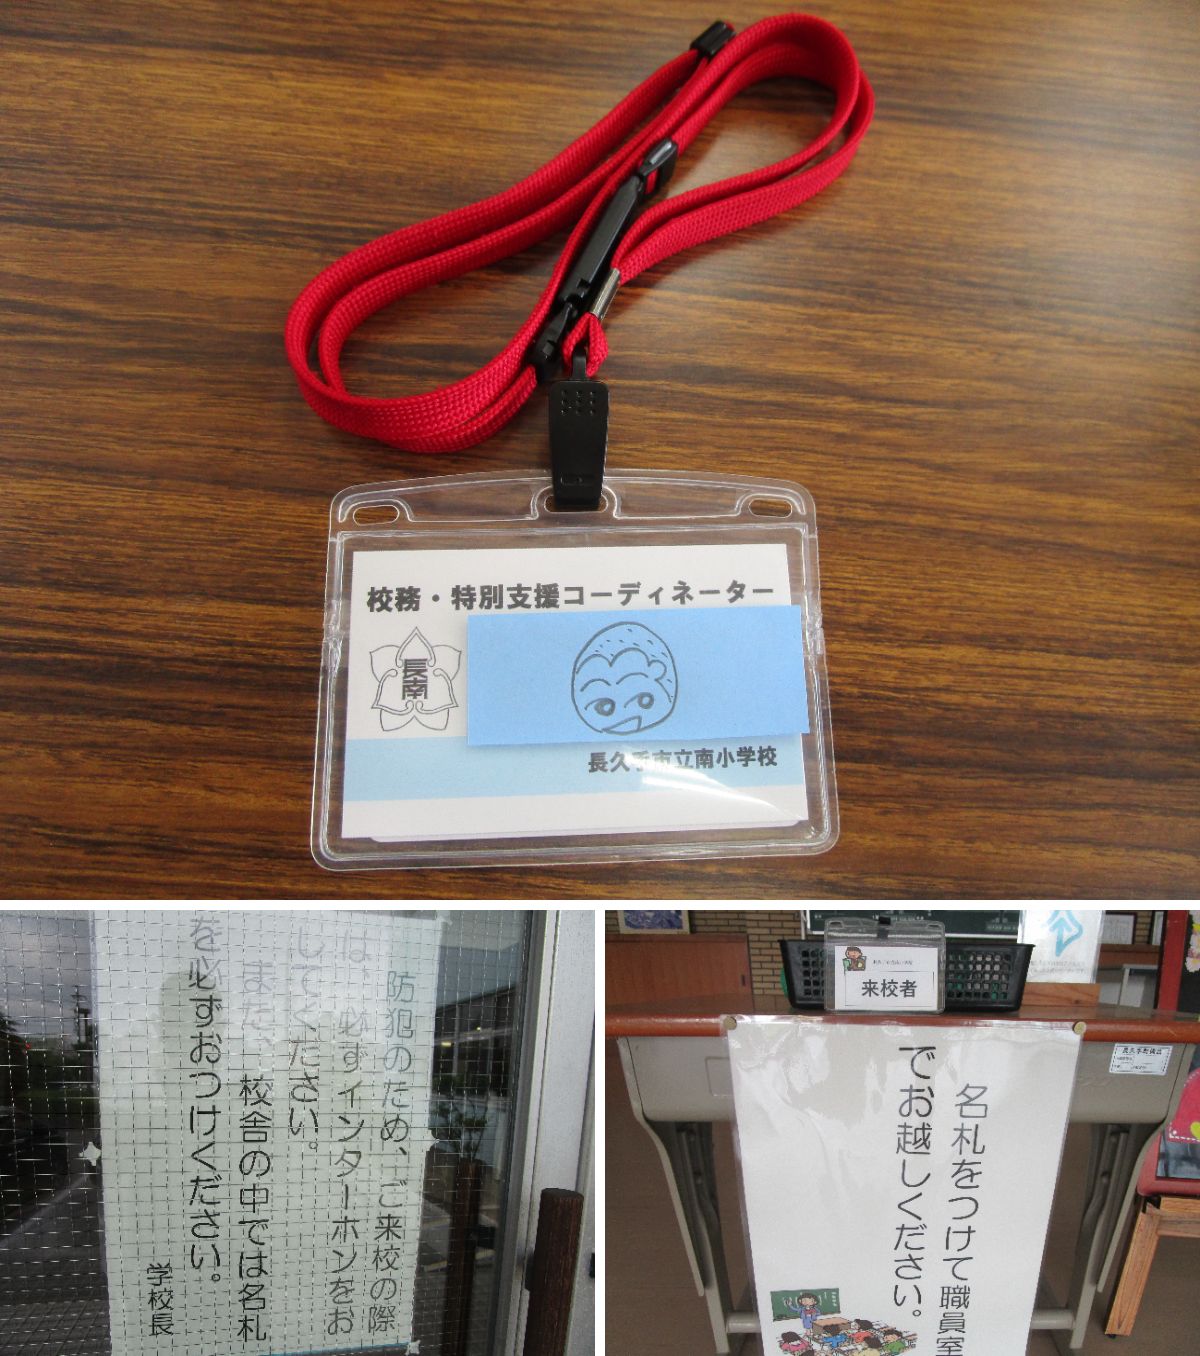 校務・特別支援コーディネーター
長南
長久手市立南小学校
防犯のため、ご来校の際
は 必ずインターホンをお
してください。
また、校舎の中では名札
を必ずおつけください。
学校長
来校者
名札をつけて職員室
でお越しください。